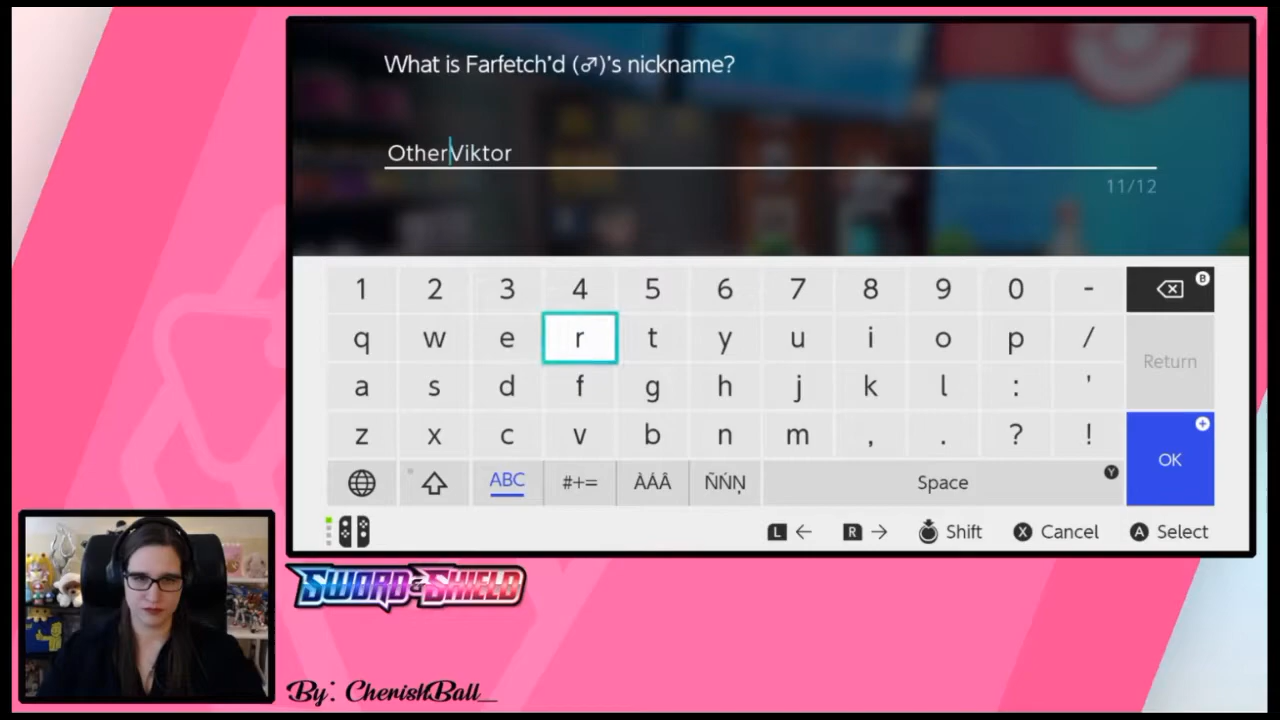 What is Farfetch'd (♂)'s nickname?
OtherViktor
11/12
1 2 3 4 5 6 7 8 9 0 -
q w e r t y u i o p /
Return
a s d f g h j k l : '
z x c v b n m , . ? !
OK
ABC #+= ÀÁÂ ÑŃŅ Space
L ← R → Shift X Cancel A Select
SWORD & SHIELD
By: CherishBall_